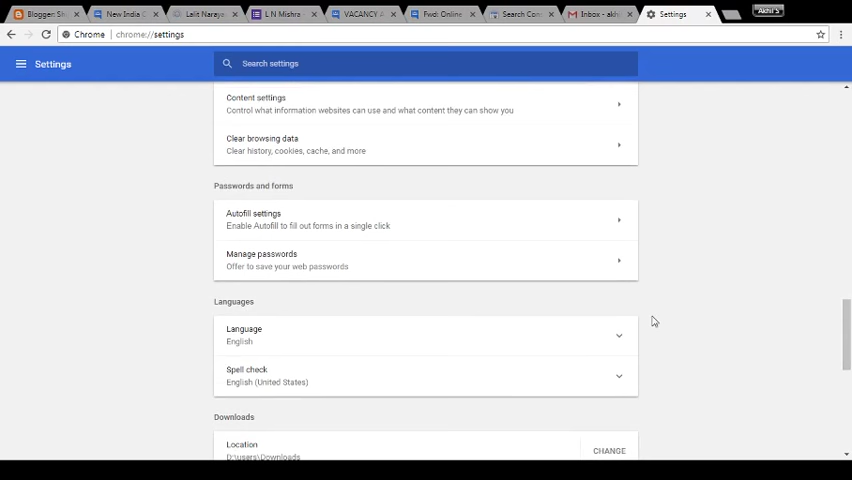 Blogger: Sh
New India C
Lalit Naraya
L N Mishra -
VACANCY A
Fwd: Online
Search Cons
Inbox - akhy
Settings
Akhil S
Chrome chrome://settings
Settings
Search settings
Content settings
Control what information websites can use and what content they can show you
Clear browsing data
Clear history, cookies, cache, and more
Passwords and forms
Autofill settings
Enable Autofill to fill out forms in a single click
Manage passwords
Offer to save your web passwords
Languages
Language
English
Spell check
English (United States)
Downloads
Location
D:\users\Downloads
CHANGE